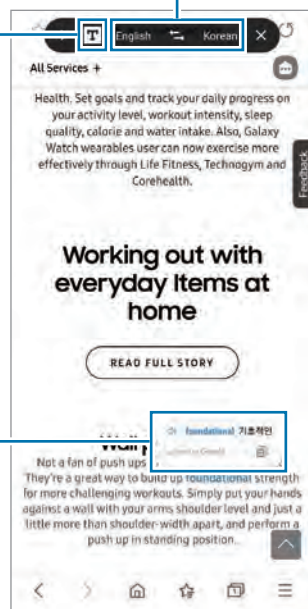 T English Korean
All Services +
Health. Set goals and track your daily progress on
your activity level, workout intensity, sleep
quality, calorie and water intake. Also, Galaxy
Watch wearables user can now exercise more
effectively through Life Fitness, Technogym and
Corehealth.
Feedback
Working out with
everyday Items at
home
READ FULL STORY
foundational 기초적인
Wall
Not a fan of push ups
They're a great way to build up foundational strength
for more challenging workouts. Simply put your hands
against a wall with your arms shoulder level and just a
little more than shoulder-width apart, and perform a
push up in standing position.
1